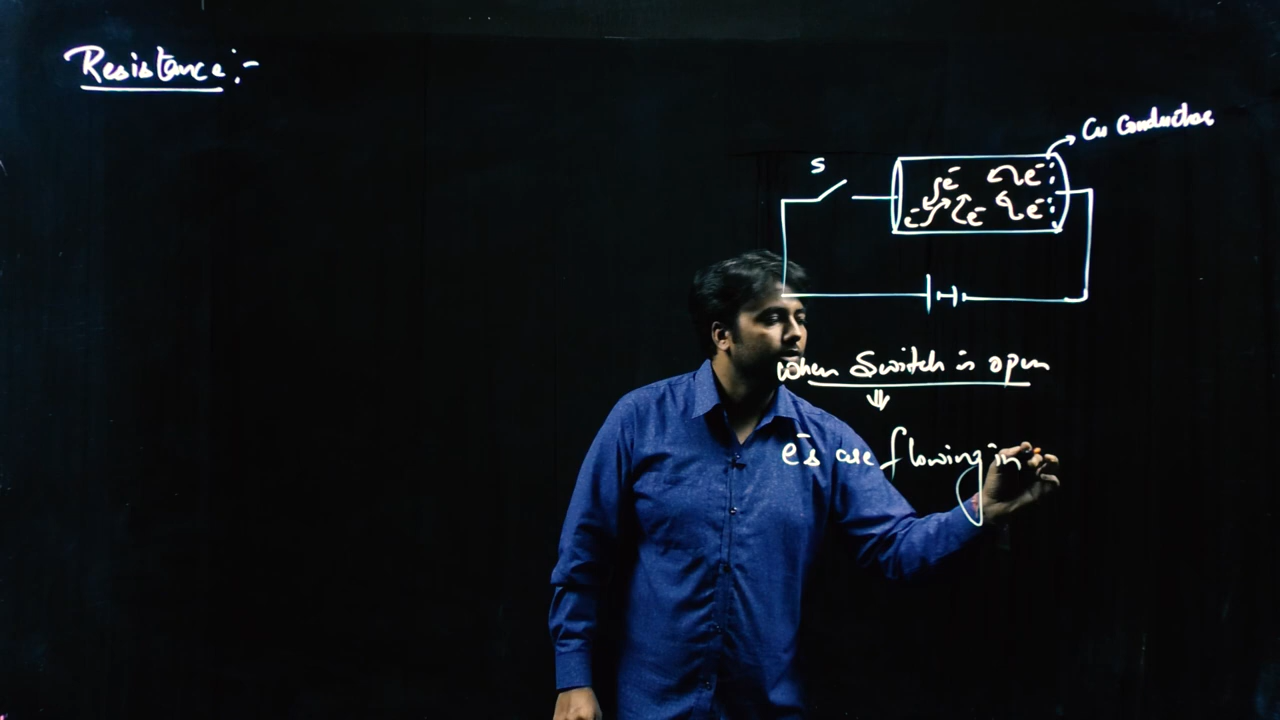 Resistance:-
Cu Conductor
S
e⁻ e⁻
e⁻ e⁻ e⁻
when Switch is open
⇓
e⁻s are flowing in